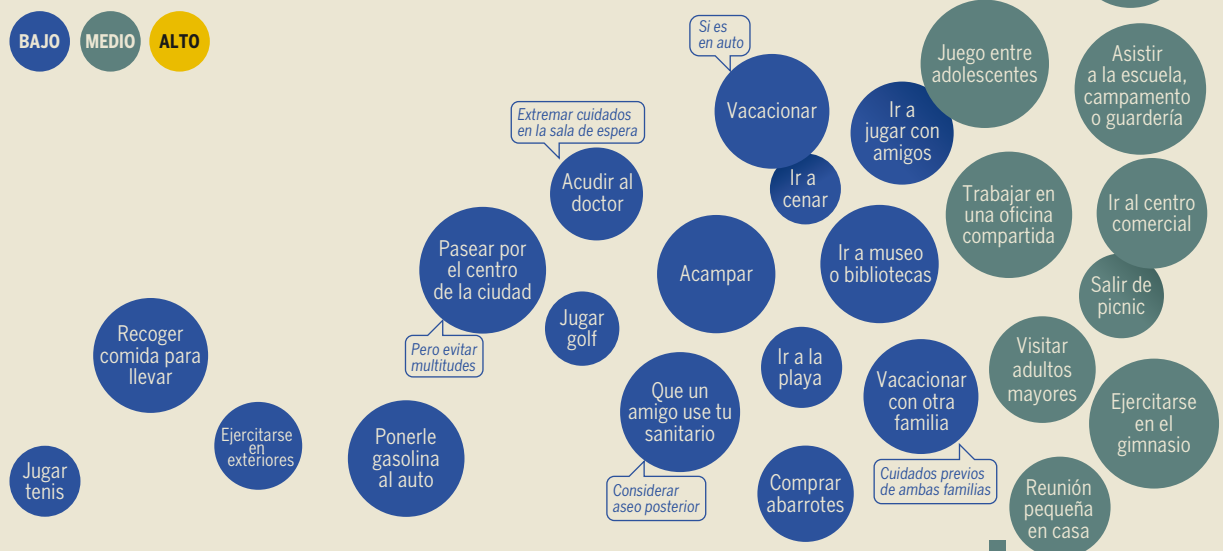 BAJO
MEDIO
ALTO
Jugar
tenis
Recoger
comida para
llevar
Ejercitarse
en
exteriores
Ponerle
gasolina
al auto
Pasear por
el centro
de la ciudad
Pero evitar
multitudes
Extremar cuidados
en la sala de espera
Acudir al
doctor
Jugar
golf
Que un
amigo use tu
sanitario
Considerar
aseo posterior
Acampar
Si es
en auto
Vacacionar
Ir a
cenar
Ir a la
playa
Comprar
abarrotes
Ir a
jugar con
amigos
Ir a museo
o bibliotecas
Vacacionar
con otra
familia
Cuidados previos
de ambas familias
Juego entre
adolescentes
Trabajar en
una oficina
compartida
Visitar
adultos
mayores
Reunión
pequeña
en casa
Asistir
a la escuela,
campamento
o guardería
Ir al centro
comercial
Salir de
picnic
Ejercitarse
en el
gimnasio